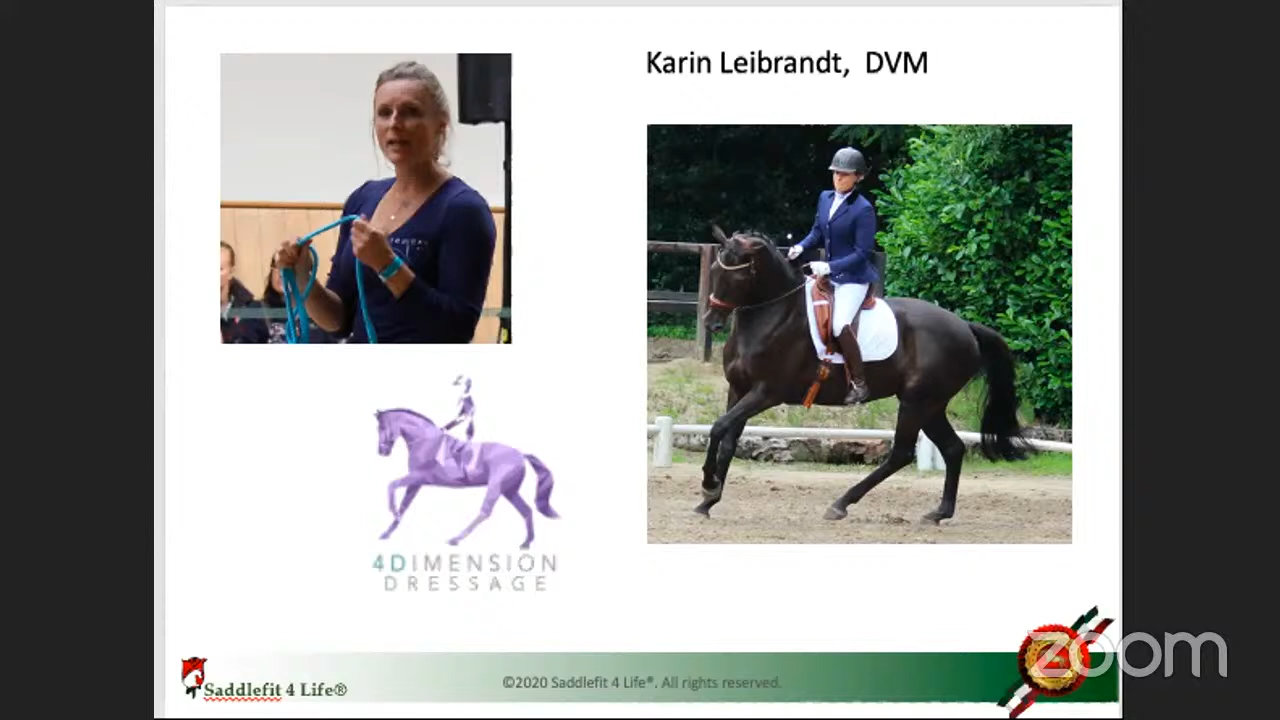 Karin Leibrandt, DVM
4DIMENSION
DRESSAGE
Saddlefit 4 Life®
©2020 Saddlefit 4 Life®. All rights reserved.
zoom